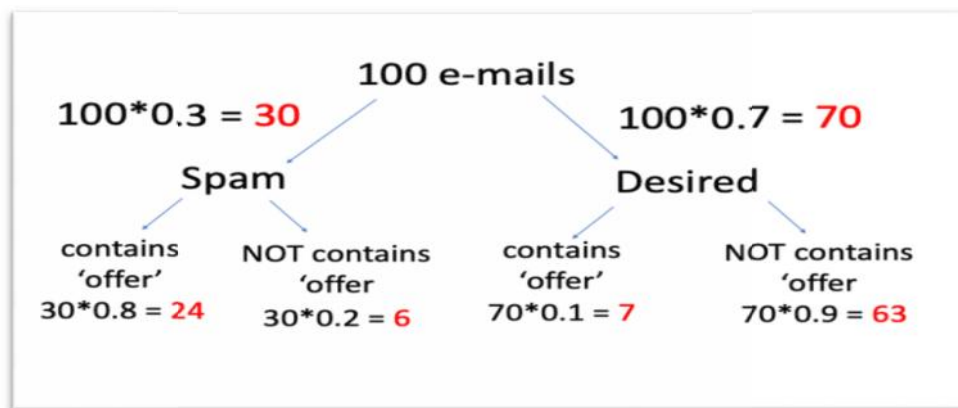 100 e-mails
100*0.3 = 30
100*0.7 = 70
Spam
Desired
contains
‘offer’
30*0.8 = 24
NOT contains
‘offer
30*0.2 = 6
contains
‘offer’
70*0.1 = 7
NOT contains
‘offer
70*0.9 = 63